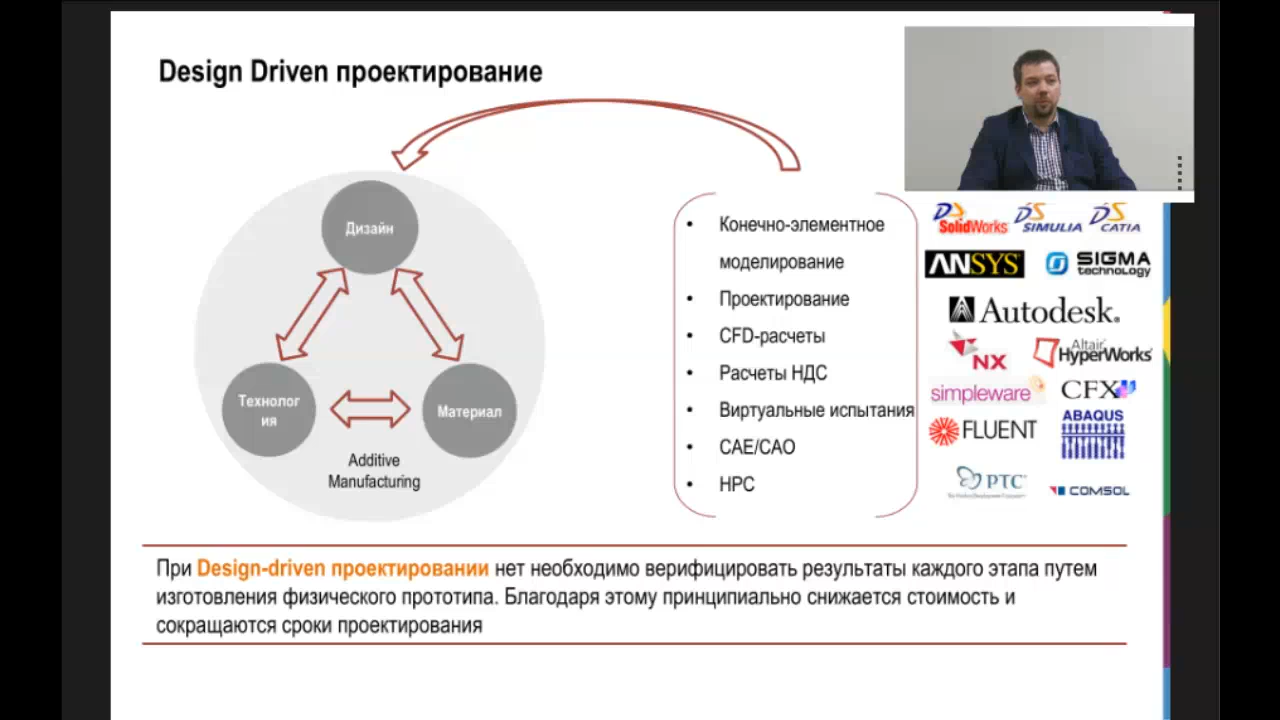 Design Driven проектирование
Дизайн
Технолог
ия
Материал
Additive
Manufacturing
• Конечно-элементное
моделирование
• Проектирование
• CFD-расчеты
• Расчеты НДС
• Виртуальные испытания
• CAE/CAO
• HPC
SolidWorks
SIMULIA
CATIA
ANSYS
SIGMA
technology
Autodesk.
NX
Altair
HyperWorks
simpleware
CFX
FLUENT
ABAQUS
PTC
COMSOL
При Design-driven проектировании нет необходимо верифицировать результаты каждого этапа путем
изготовления физического прототипа. Благодаря этому принципиально снижается стоимость и
сокращаются сроки проектирования